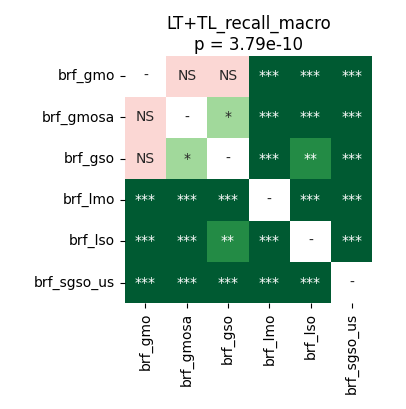 LT+TL_recall_macro
p = 3.79e-10
brf_gmo - NS NS *** *** ***
brf_gmosa NS - * *** *** ***
brf_gso NS * - *** ** ***
brf_lmo *** *** *** - *** ***
brf_lso *** *** ** *** - ***
brf_sgso_us *** *** *** *** *** -
brf_gmo brf_gmosa brf_gso brf_lmo brf_lso brf_sgso_us